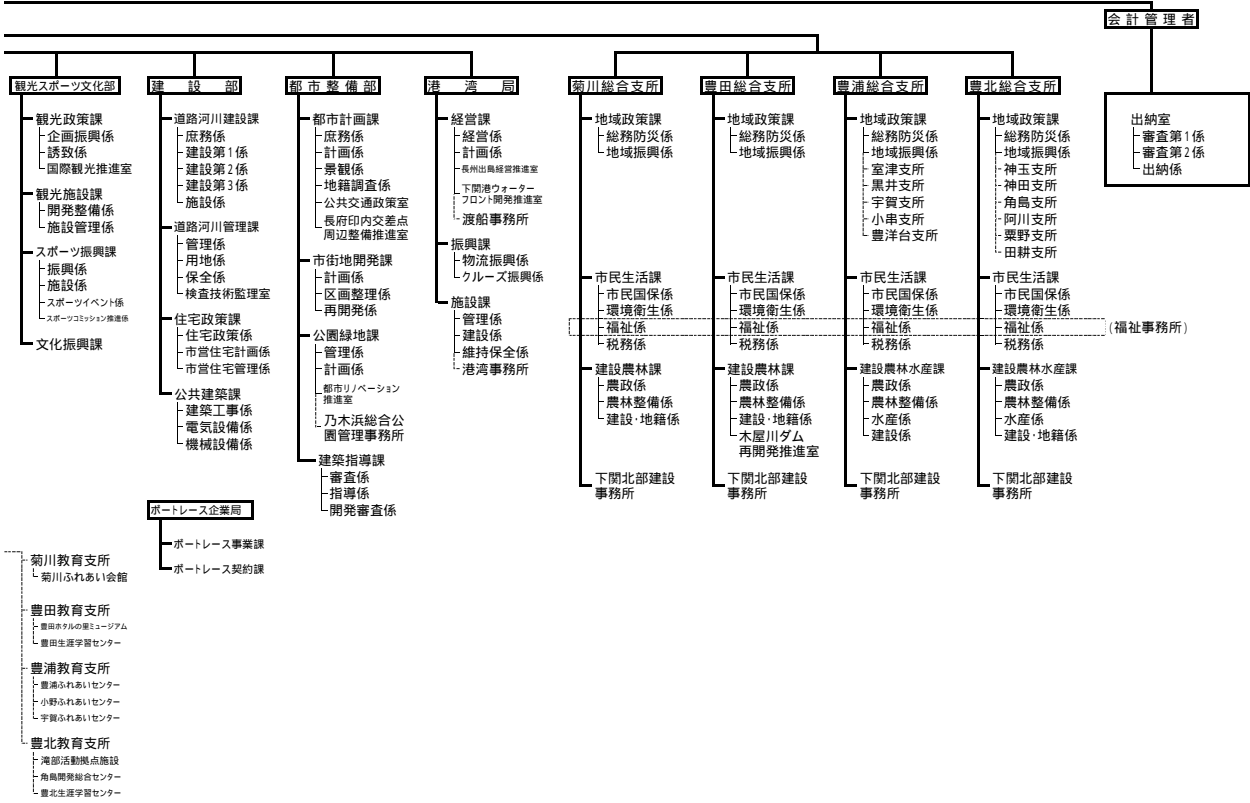 会計管理者
出納室
審査第1係
審査第2係
出納係
観光スポーツ文化部
観光政策課
企画振興係
誘致係
国際観光推進室
観光施設課
開発整備係
施設管理係
スポーツ振興課
振興係
施設係
スポーツイベント係
スポーツコミッション推進係
文化振興課
建設部
道路河川建設課
庶務係
建設第1係
建設第2係
建設第3係
施設係
道路河川管理課
管理係
用地係
保全係
検査技術監理室
住宅政策課
住宅政策係
市営住宅計画係
市営住宅管理係
公共建築課
建築工事係
電気設備係
機械設備係
都市整備部
都市計画課
庶務係
計画係
景観係
地籍調査係
公共交通政策室
長府印内交差点
周辺整備推進室
市街地開発課
計画係
区画整理係
再開発係
公園緑地課
管理係
計画係
都市リノベーション
推進室
乃木浜総合公
園管理事務所
建築指導課
審査係
指導係
開発審査係
港湾局
経営課
経営係
計画係
長州出島経営推進室
下関港ウォーター
フロント開発推進室
渡船事務所
振興課
物流振興係
クルーズ振興係
施設課
管理係
建設係
維持保全係
港湾事務所
菊川総合支所
地域政策課
総務防災係
地域振興係
市民生活課
市民国保係
環境衛生係
福祉係
税務係
建設農林課
農政係
農林整備係
建設・地籍係
下関北部建設
事務所
豊田総合支所
地域政策課
総務防災係
地域振興係
市民生活課
市民国保係
環境衛生係
福祉係
税務係
建設農林課
農政係
農林整備係
建設・地籍係
木屋川ダム
再開発推進室
下関北部建設
事務所
豊浦総合支所
地域政策課
総務防災係
地域振興係
室津支所
黒井支所
宇賀支所
小串支所
豊洋台支所
市民生活課
市民国保係
環境衛生係
福祉係
税務係
建設農林水産課
農政係
農林整備係
水産係
建設係
下関北部建設
事務所
豊北総合支所
地域政策課
総務防災係
地域振興係
神玉支所
神田支所
角島支所
阿川支所
粟野支所
田耕支所
市民生活課
市民国保係
環境衛生係
福祉係
税務係
(福祉事務所)
建設農林水産課
農政係
農林整備係
水産係
建設・地籍係
下関北部建設
事務所
ボートレース企業局
ボートレース事業課
ボートレース契約課
菊川教育支所
菊川ふれあい会館
豊田教育支所
豊田ホタルの里ミュージアム
豊田生涯学習センター
豊浦教育支所
豊浦ふれあいセンター
小野ふれあいセンター
宇賀ふれあいセンター
豊北教育支所
滝部活動拠点施設
角島開発総合センター
豊北生涯学習センター